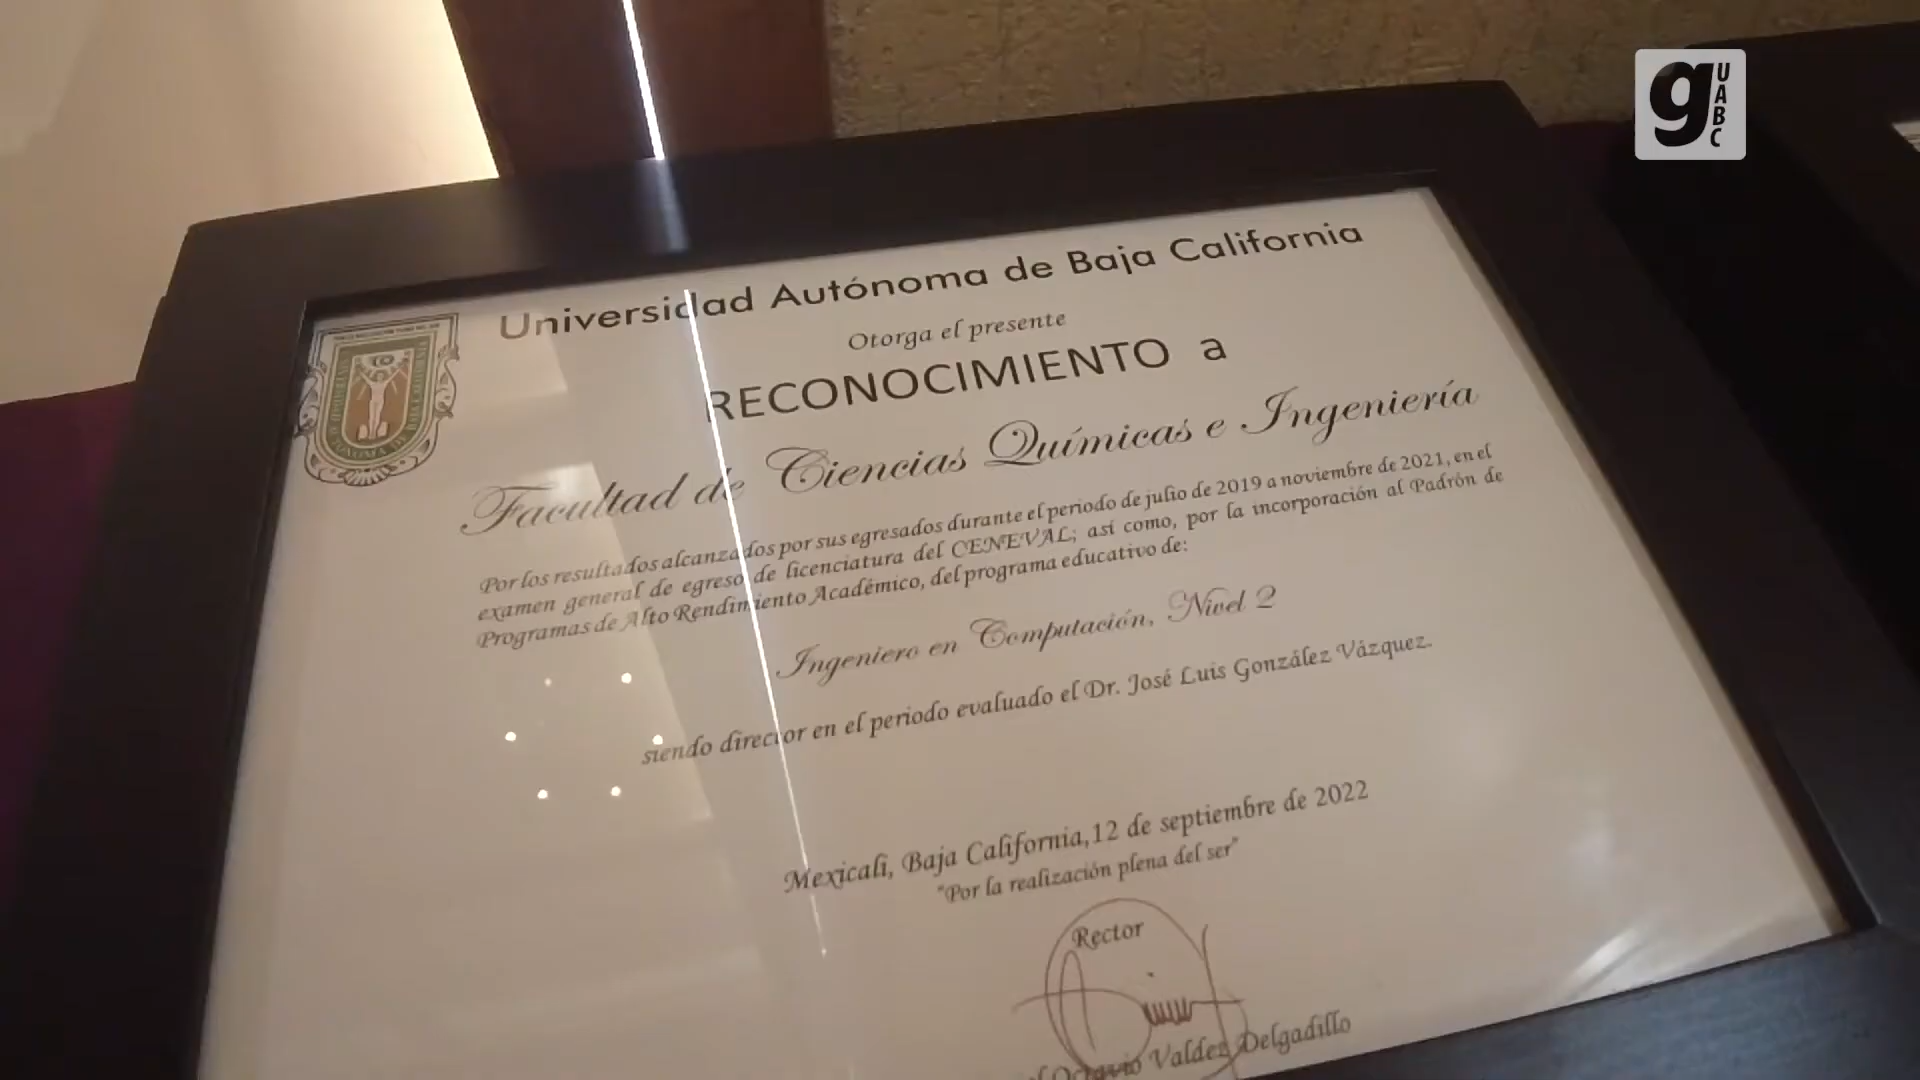 g UABC
Universidad Autónoma de Baja California
Otorga el presente
RECONOCIMIENTO a
Facultad de Ciencias Químicas e Ingeniería
Por los resultados alcanzados por sus egresados durante el periodo de julio de 2019 a noviembre de 2021, en el
examen general de egreso de licenciatura del CENEVAL; así como, por la incorporación al Padrón de
Programas de Alto Rendimiento Académico, del programa educativo de:
Ingeniero en Computación, Nivel 2
siendo director en el periodo evaluado el Dr. José Luis González Vázquez.
Mexicali, Baja California,12 de septiembre de 2022
"Por la realización plena del ser"
Rector
Octavio Valdez Delgadillo